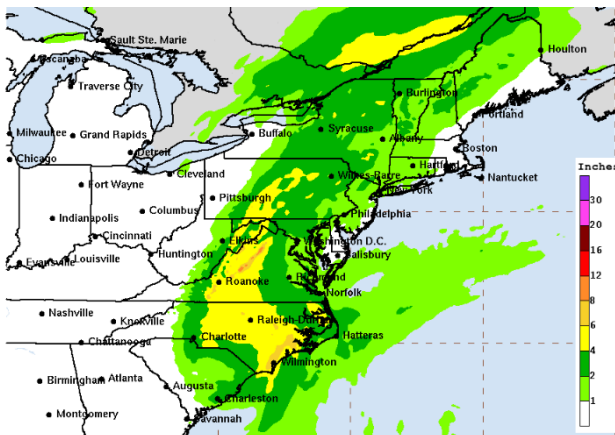 Sault Ste. Marie
Houlton
Traverse City
Burlington
Portland
Milwaukee
Grand Rapids
Buffalo
Syracuse
Albany
Boston
Detroit
Chicago
Hartford
Cleveland
Wilkes-Barre
Nantucket
Inches
Fort Wayne
New York
Pittsburgh
Columbus
Philadelphia
30
Indianapolis
20
Cincinnati
Elkins
Washington D.C.
16
Evansville
Louisville
Huntington
Salisbury
12
Roanoke
Norfolk
8
Nashville
Knoxville
Raleigh-Durham
6
Chattanooga
Charlotte
Hatteras
4
Wilmington
2
Birmingham
Atlanta
Augusta
Charleston
1
Montgomery
Savannah